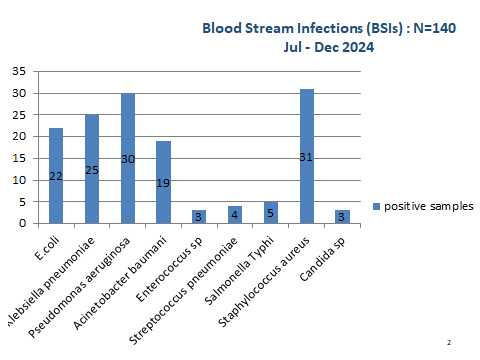 Blood Stream Infections (BSIs) : N=140
Jul - Dec 2024
35
30
25
20
15
10
5
0
22
25
30
19
3
4
5
31
3
E.coli
Klebsiella pneumoniae
Pseudomonas aeruginosa
Acinetobacter baumani
Enterococcus sp
Streptococcus pneumoniae
Salmonella Typhi
Staphylococcus aureus
Candida sp
positive samples
2